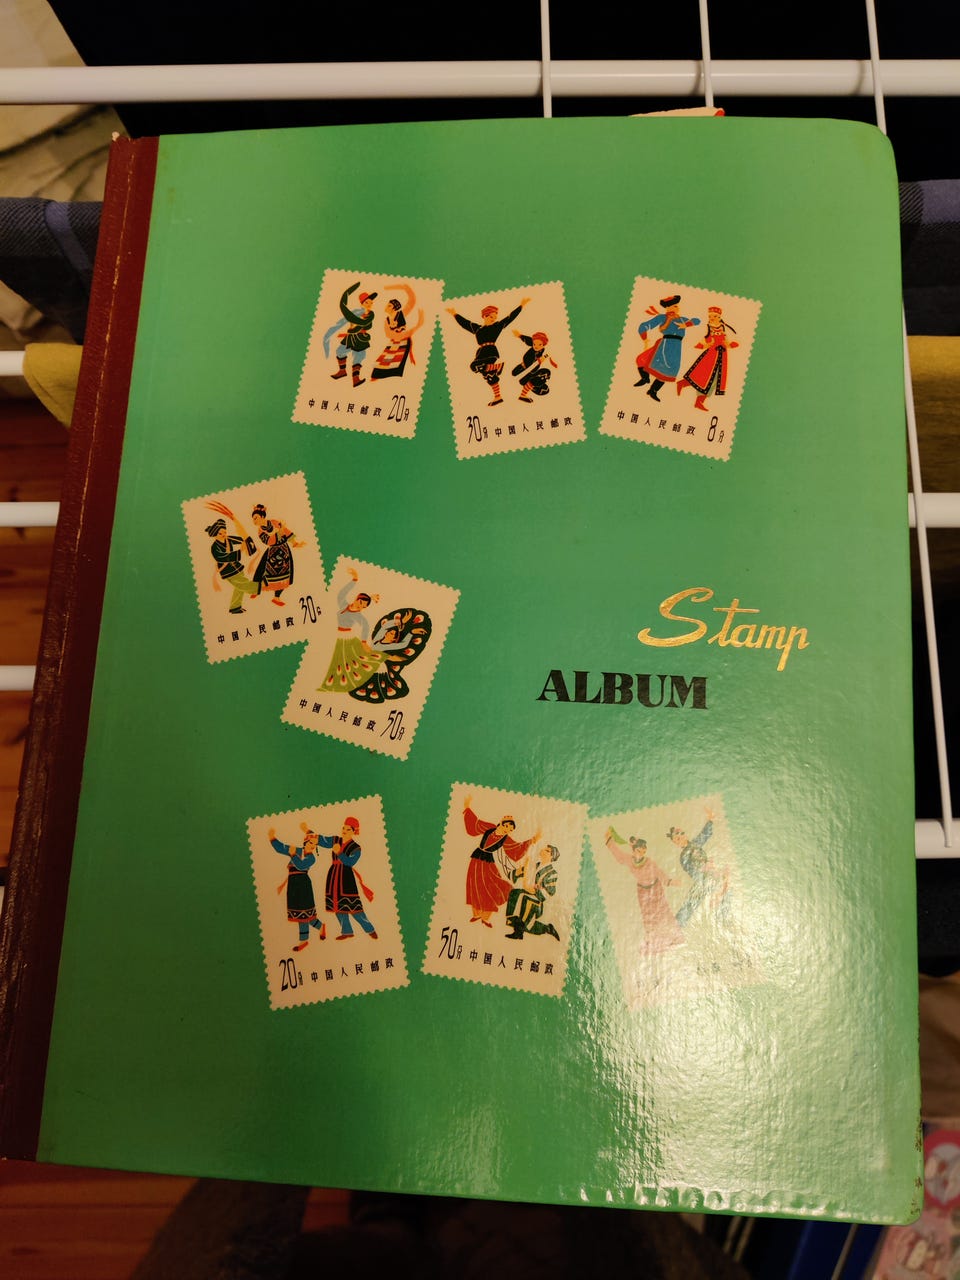 中国人民邮政 20分
30分 中国人民邮政
中国人民邮政 8分
中国人民邮政 30分
中国人民邮政 50分
Stamp
ALBUM
20分 中国人民邮政
50分 中国人民邮政